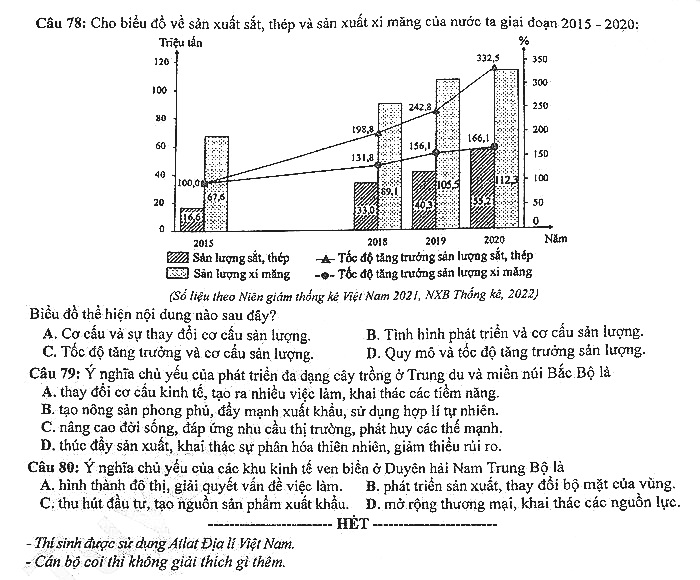 Câu 78: Cho biểu đồ về sản xuất sắt, thép và sản xuất xi măng của nước ta giai đoạn 2015 - 2020:
Triệu tấn
%
120
100
80
60
40
20
0
350
300
250
200
150
100
50
0
332,5
242,8
198,8
166,1
156,1
131,8
100,0
67,6
16,6
33,0
89,1
40,3
105,5
55,2
112,3
2015
2018
2019
2020
Năm
Sản lượng sắt, thép
Tốc độ tăng trưởng sản lượng sắt, thép
Sản lượng xi măng
Tốc độ tăng trưởng sản lượng xi măng
(Số liệu theo Niên giám thống kê Việt Nam 2021, NXB Thống kê, 2022)
Biểu đồ thể hiện nội dung nào sau đây?
A. Cơ cấu và sự thay đổi cơ cấu sản lượng.
B. Tình hình phát triển và cơ cấu sản lượng.
C. Tốc độ tăng trưởng và cơ cấu sản lượng.
D. Quy mô và tốc độ tăng trưởng sản lượng.
Câu 79: Ý nghĩa chủ yếu của phát triển đa dạng cây trồng ở Trung du và miền núi Bắc Bộ là
A. thay đổi cơ cấu kinh tế, tạo ra nhiều việc làm, khai thác các tiềm năng.
B. tạo nông sản phong phú, đẩy mạnh xuất khẩu, sử dụng hợp lí tự nhiên.
C. nâng cao đời sống, đáp ứng nhu cầu thị trường, phát huy các thế mạnh.
D. thúc đẩy sản xuất, khai thác sự phân hóa thiên nhiên, giảm thiểu rủi ro.
Câu 80: Ý nghĩa chủ yếu của các khu kinh tế ven biển ở Duyên hải Nam Trung Bộ là
A. hình thành đô thị, giải quyết vấn đề việc làm.
B. phát triển sản xuất, thay đổi bộ mặt của vùng.
C. thu hút đầu tư, tạo nguồn sản phẩm xuất khẩu.
D. mở rộng thương mại, khai thác các nguồn lực.
---------------------- HẾT ----------------------
- Thí sinh được sử dụng Atlat Địa lí Việt Nam.
- Cán bộ coi thi không giải thích gì thêm.